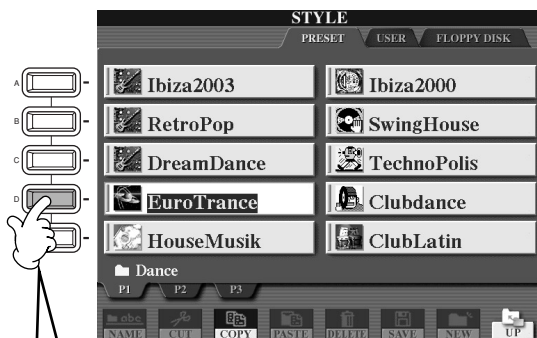 STYLE
PRESET USER FLOPPY DISK
A Ibiza2003 Ibiza2000
B RetroPop SwingHouse
C DreamDance TechnoPolis
D EuroTrance Clubdance
HouseMusik ClubLatin
Dance
P1 P2 P3
abc
NAME CUT COPY PASTE DELETE SAVE NEW UP